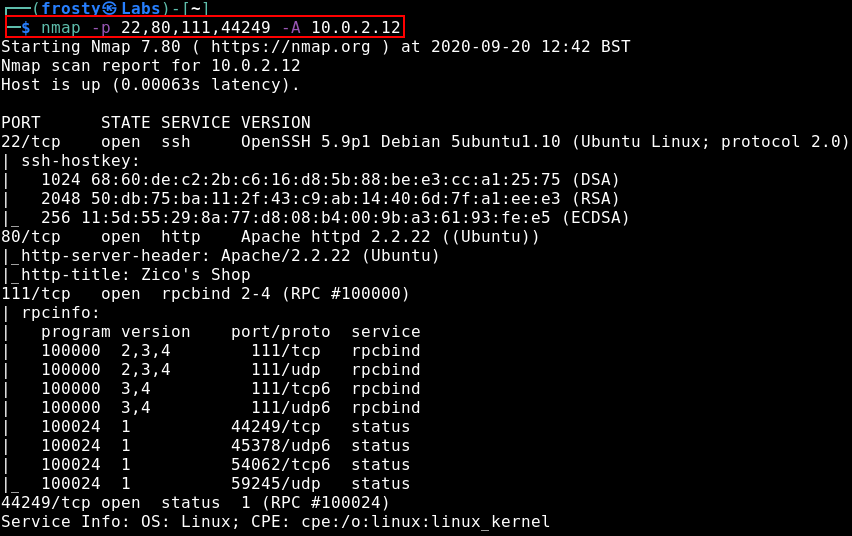 ┌──(frosty㉿Labs)-[~]
└─$ nmap -p 22,80,111,44249 -A 10.0.2.12
Starting Nmap 7.80 ( https://nmap.org ) at 2020-09-20 12:42 BST
Nmap scan report for 10.0.2.12
Host is up (0.00063s latency).

PORT      STATE SERVICE VERSION
22/tcp    open  ssh     OpenSSH 5.9p1 Debian 5ubuntu1.10 (Ubuntu Linux; protocol 2.0)
| ssh-hostkey:
|   1024 68:60:de:c2:2b:c6:16:d8:5b:88:be:e3:cc:a1:25:75 (DSA)
|   2048 50:db:75:ba:11:2f:43:c9:ab:14:40:6d:7f:a1:ee:e3 (RSA)
|_  256 11:5d:55:29:8a:77:d8:08:b4:00:9b:a3:61:93:fe:e5 (ECDSA)
80/tcp    open  http    Apache httpd 2.2.22 ((Ubuntu))
|_http-server-header: Apache/2.2.22 (Ubuntu)
|_http-title: Zico's Shop
111/tcp   open  rpcbind 2-4 (RPC #100000)
| rpcinfo:
|   program version    port/proto  service
|   100000  2,3,4        111/tcp   rpcbind
|   100000  2,3,4        111/udp   rpcbind
|   100000  3,4          111/tcp6  rpcbind
|   100000  3,4          111/udp6  rpcbind
|   100024  1          44249/tcp   status
|   100024  1          45378/udp6  status
|   100024  1          54062/tcp6  status
|_  100024  1          59245/udp   status
44249/tcp open  status  1 (RPC #100024)
Service Info: OS: Linux; CPE: cpe:/o:linux:linux_kernel